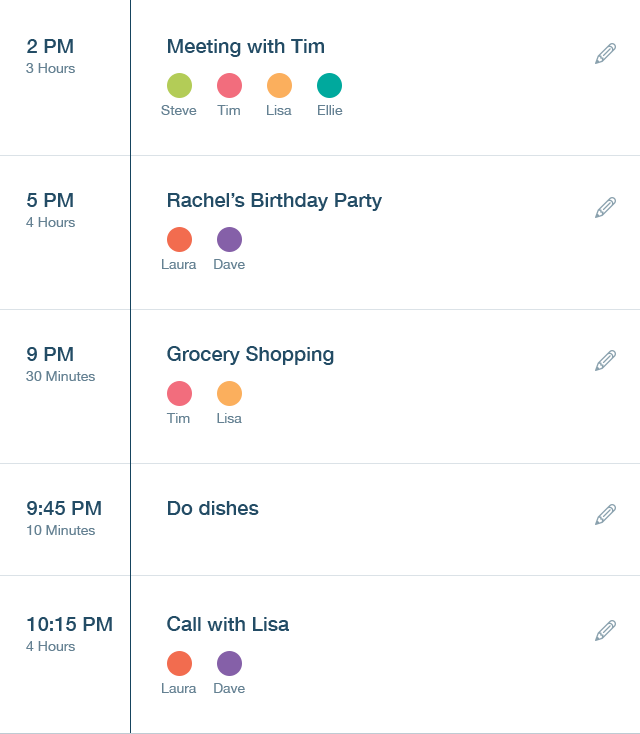 2 PM
3 Hours
Meeting with Tim
Steve Tim Lisa Ellie
5 PM
4 Hours
Rachel’s Birthday Party
Laura Dave
9 PM
30 Minutes
Grocery Shopping
Tim Lisa
9:45 PM
10 Minutes
Do dishes
10:15 PM
4 Hours
Call with Lisa
Laura Dave